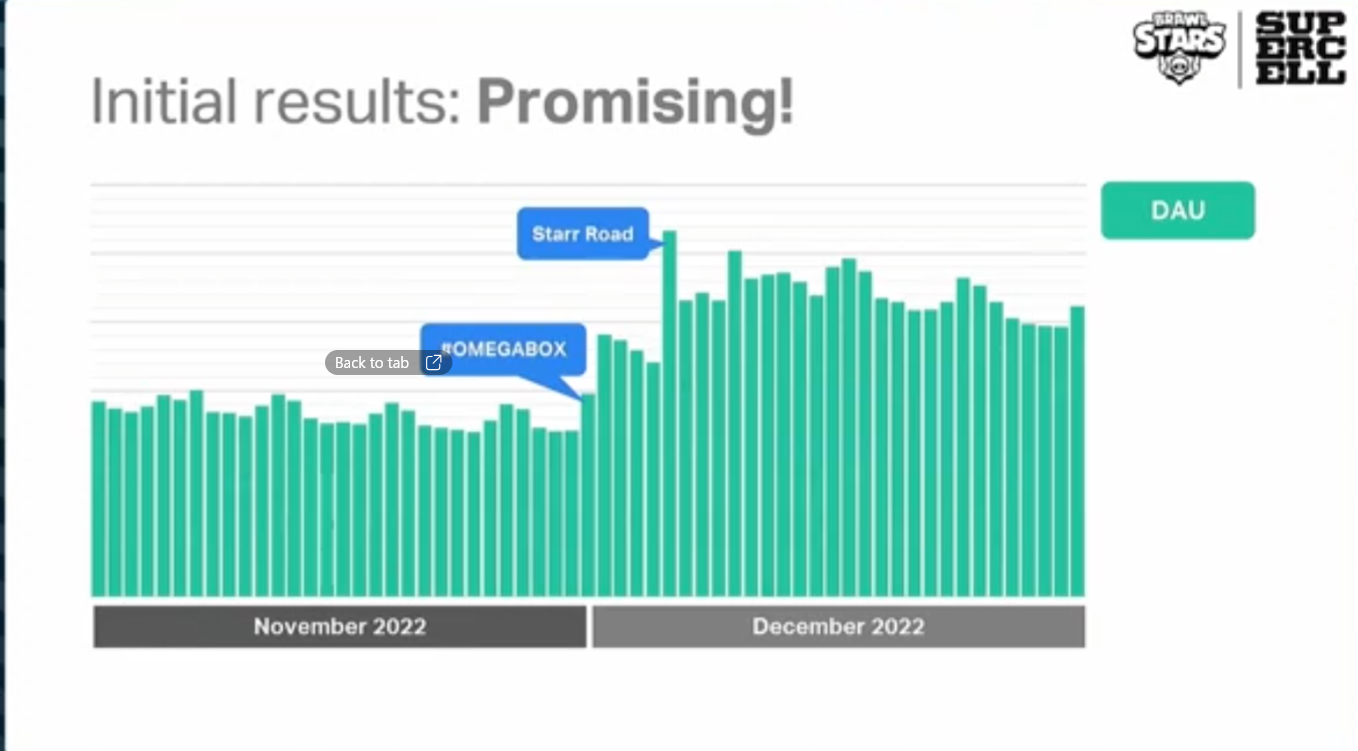 BRAWL
STARS
SUP
ERC
ELL
Initial results: Promising!
DAU
Starr Road
#OMEGABOX
Back to tab
November 2022
December 2022